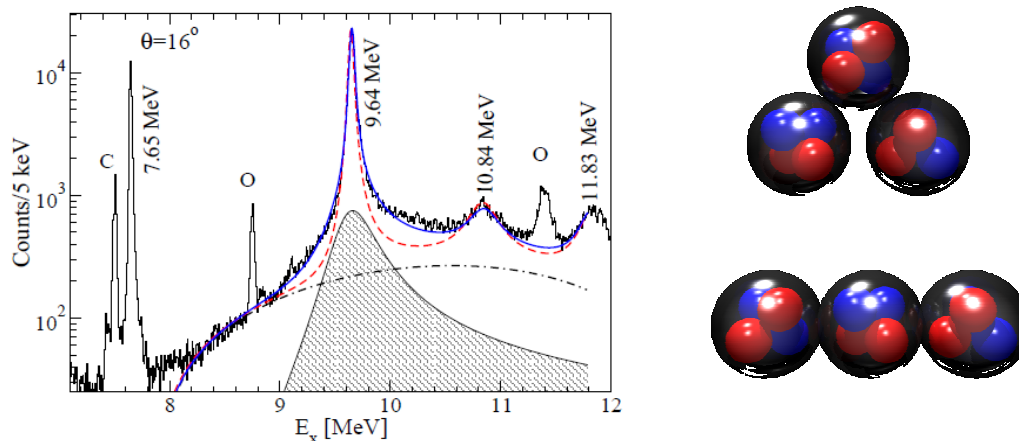 θ=16°
10⁴
10³
10²
Counts/5 keV
C
7.65 MeV
O
9.64 MeV
10.84 MeV
O
11.83 MeV
8
9
10
11
12
Eₓ [MeV]